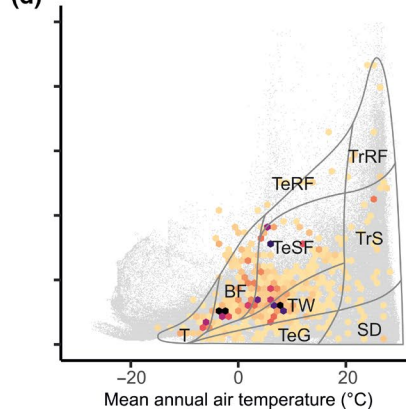 (d)
TrRF
TeRF
TrS
TeSF
BF
TW
SD
T
TeG
−20 0 20
Mean annual air temperature (°C)